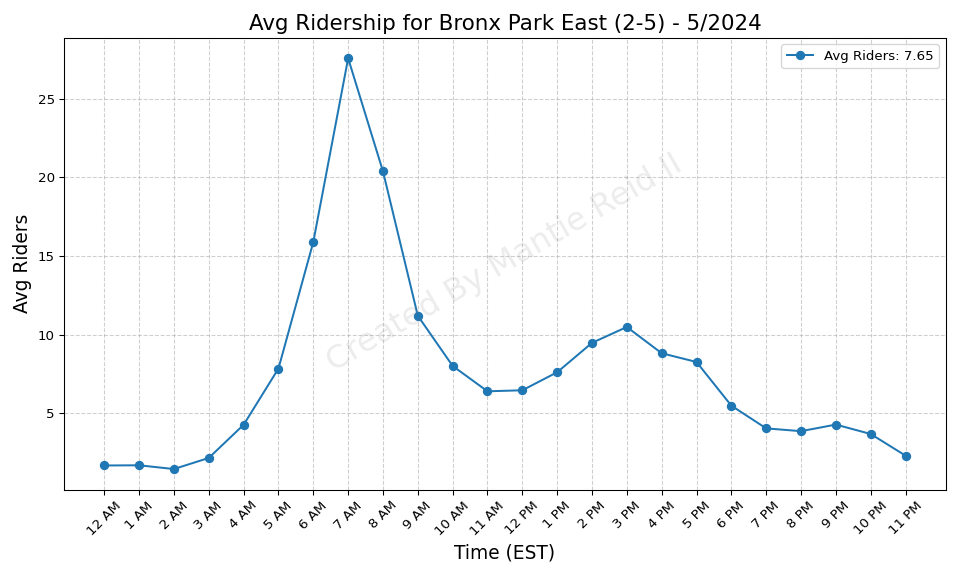 Avg Ridership for Bronx Park East (2-5) - 5/2024
Avg Riders: 7.65
25
20
15
10
5
Avg Riders
Created By Mantie Reid II
12 AM
1 AM
2 AM
3 AM
4 AM
5 AM
6 AM
7 AM
8 AM
9 AM
10 AM
11 AM
12 PM
1 PM
2 PM
3 PM
4 PM
5 PM
6 PM
7 PM
8 PM
9 PM
10 PM
11 PM
Time (EST)